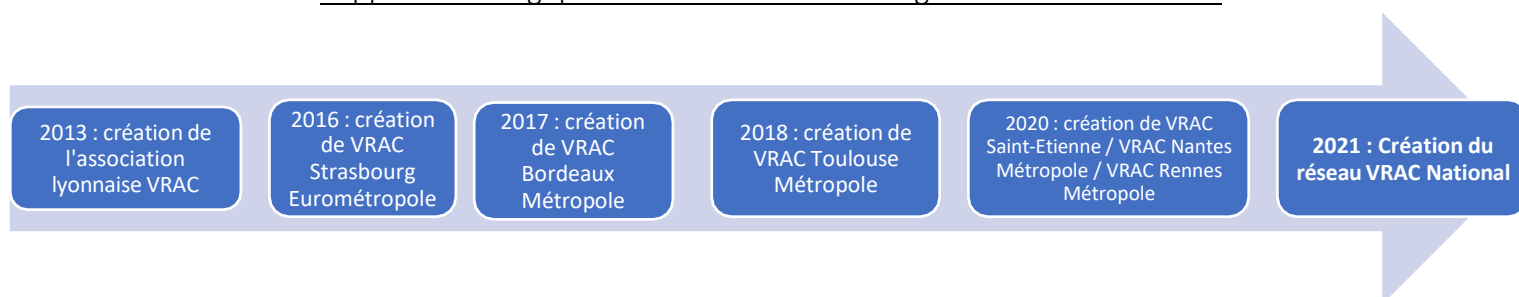 2013 : création de
l'association
lyonnaise VRAC
2016 : création
de VRAC
Strasbourg
Eurométropole
2017 : création
de VRAC
Bordeaux
Métropole
2018 : création de
VRAC Toulouse
Métropole
2020 : création de VRAC
Saint-Etienne / VRAC Nantes
Métropole / VRAC Rennes
Métropole
2021 : Création du
réseau VRAC National